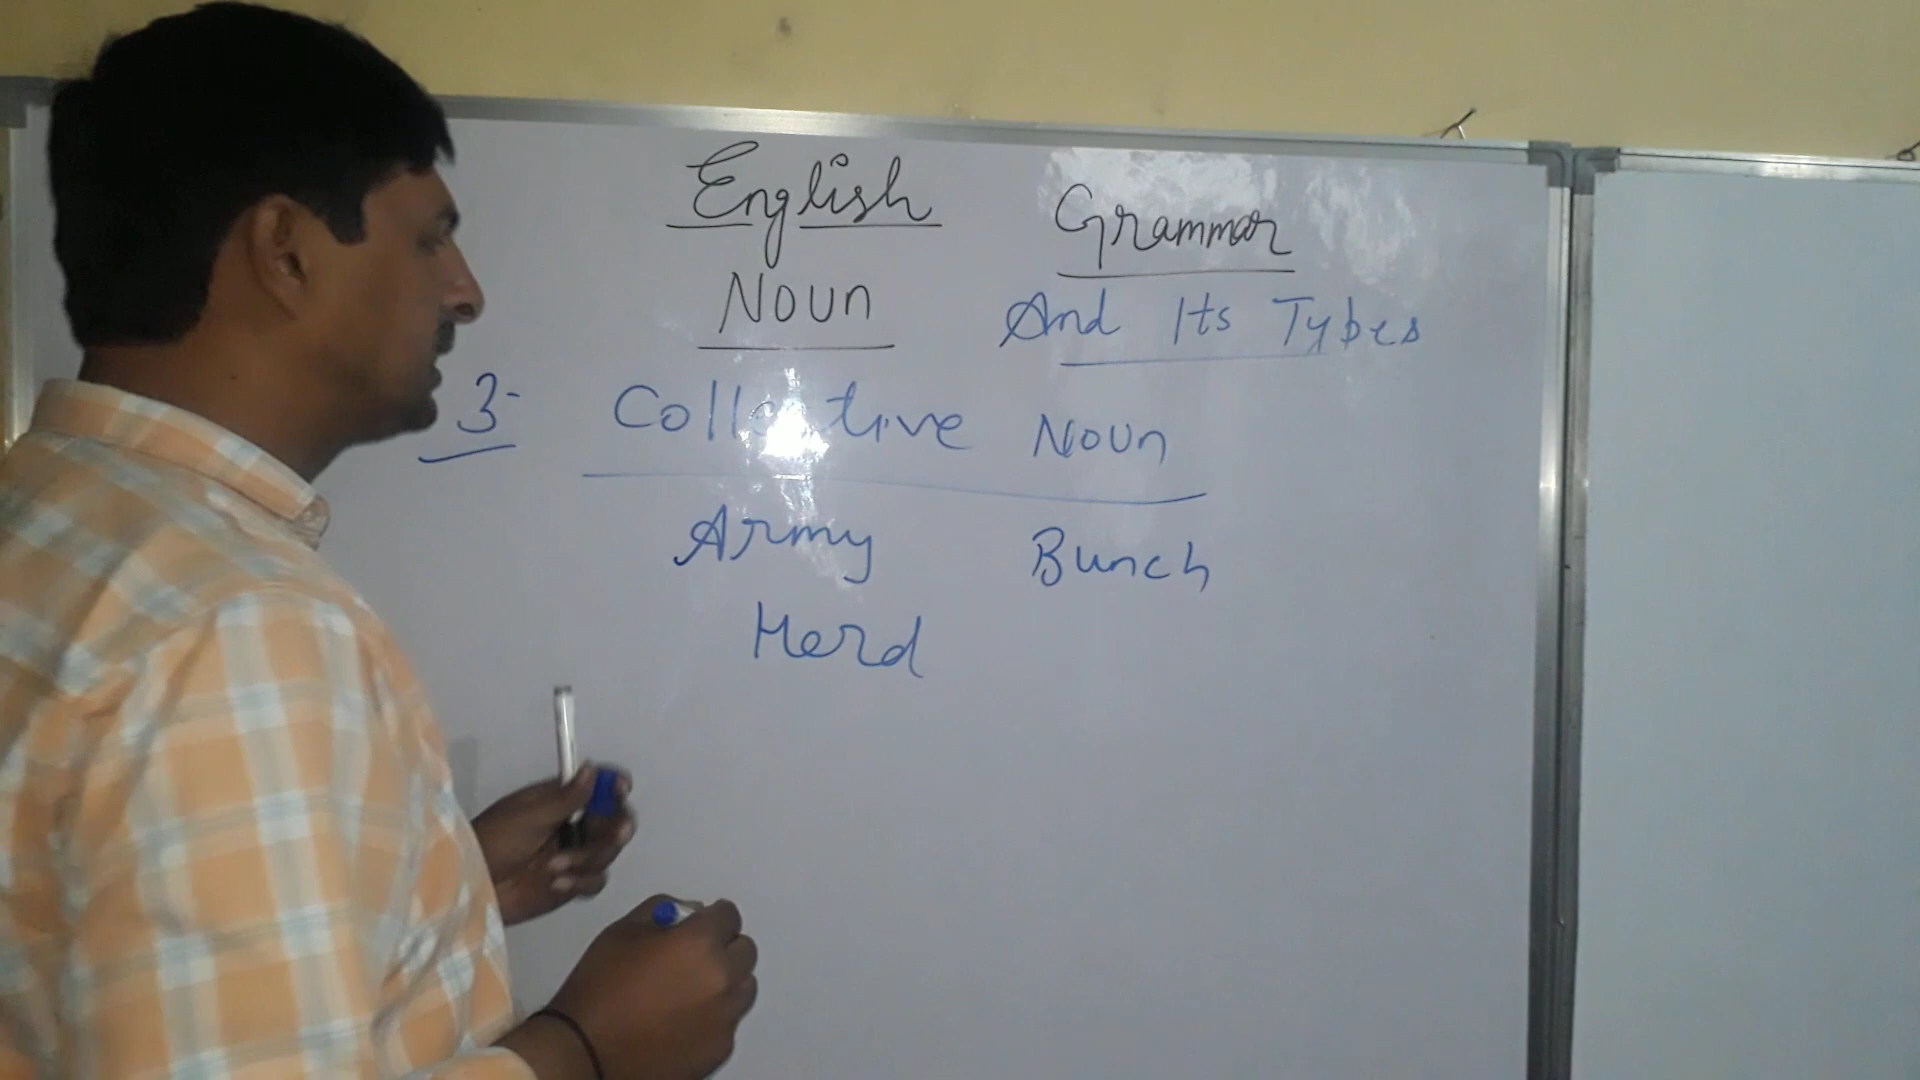 English Grammar
Noun And Its Types
3- Collective Noun
Army Bunch
Herd